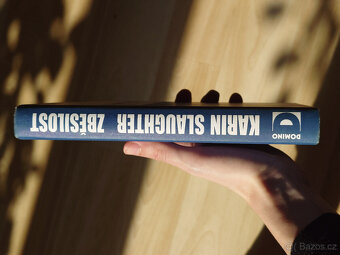 KARIN SLAUGHTER ZBĚSILOST
DOMINO
© Bazos.cz